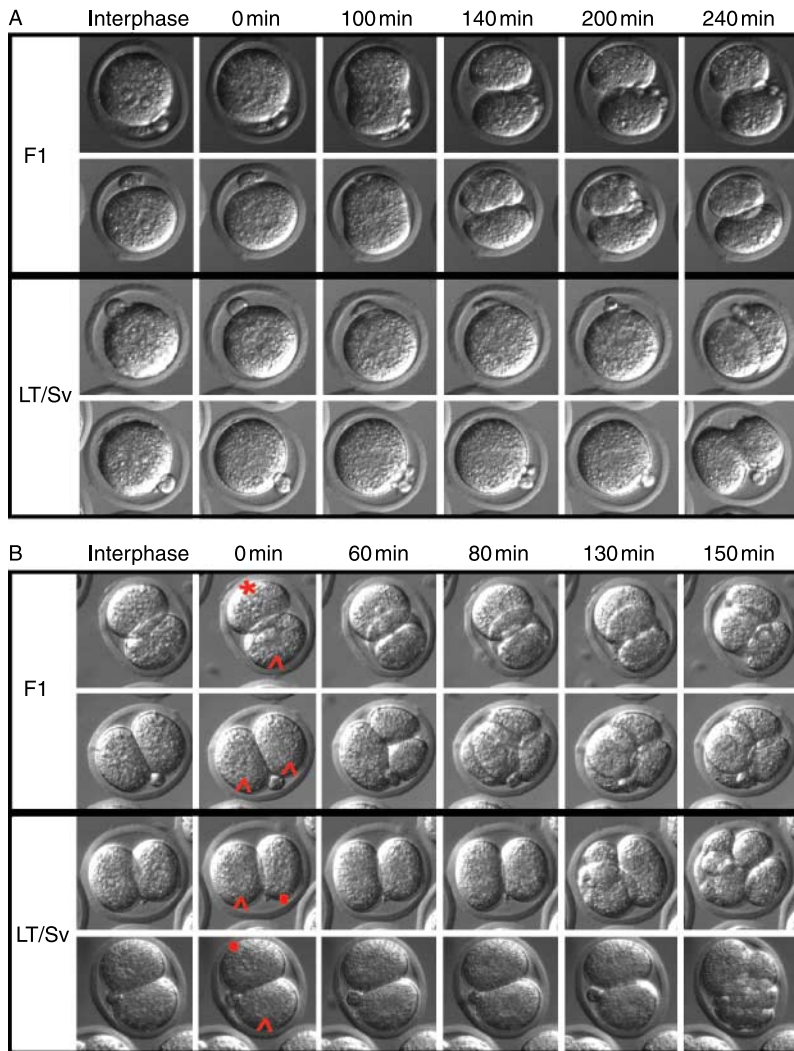 A
Interphase 0 min 100 min 140 min 200 min 240 min
F1
LT/Sv
B
Interphase 0 min 60 min 80 min 130 min 150 min
F1
*
^
^ ^
LT/Sv
^
^